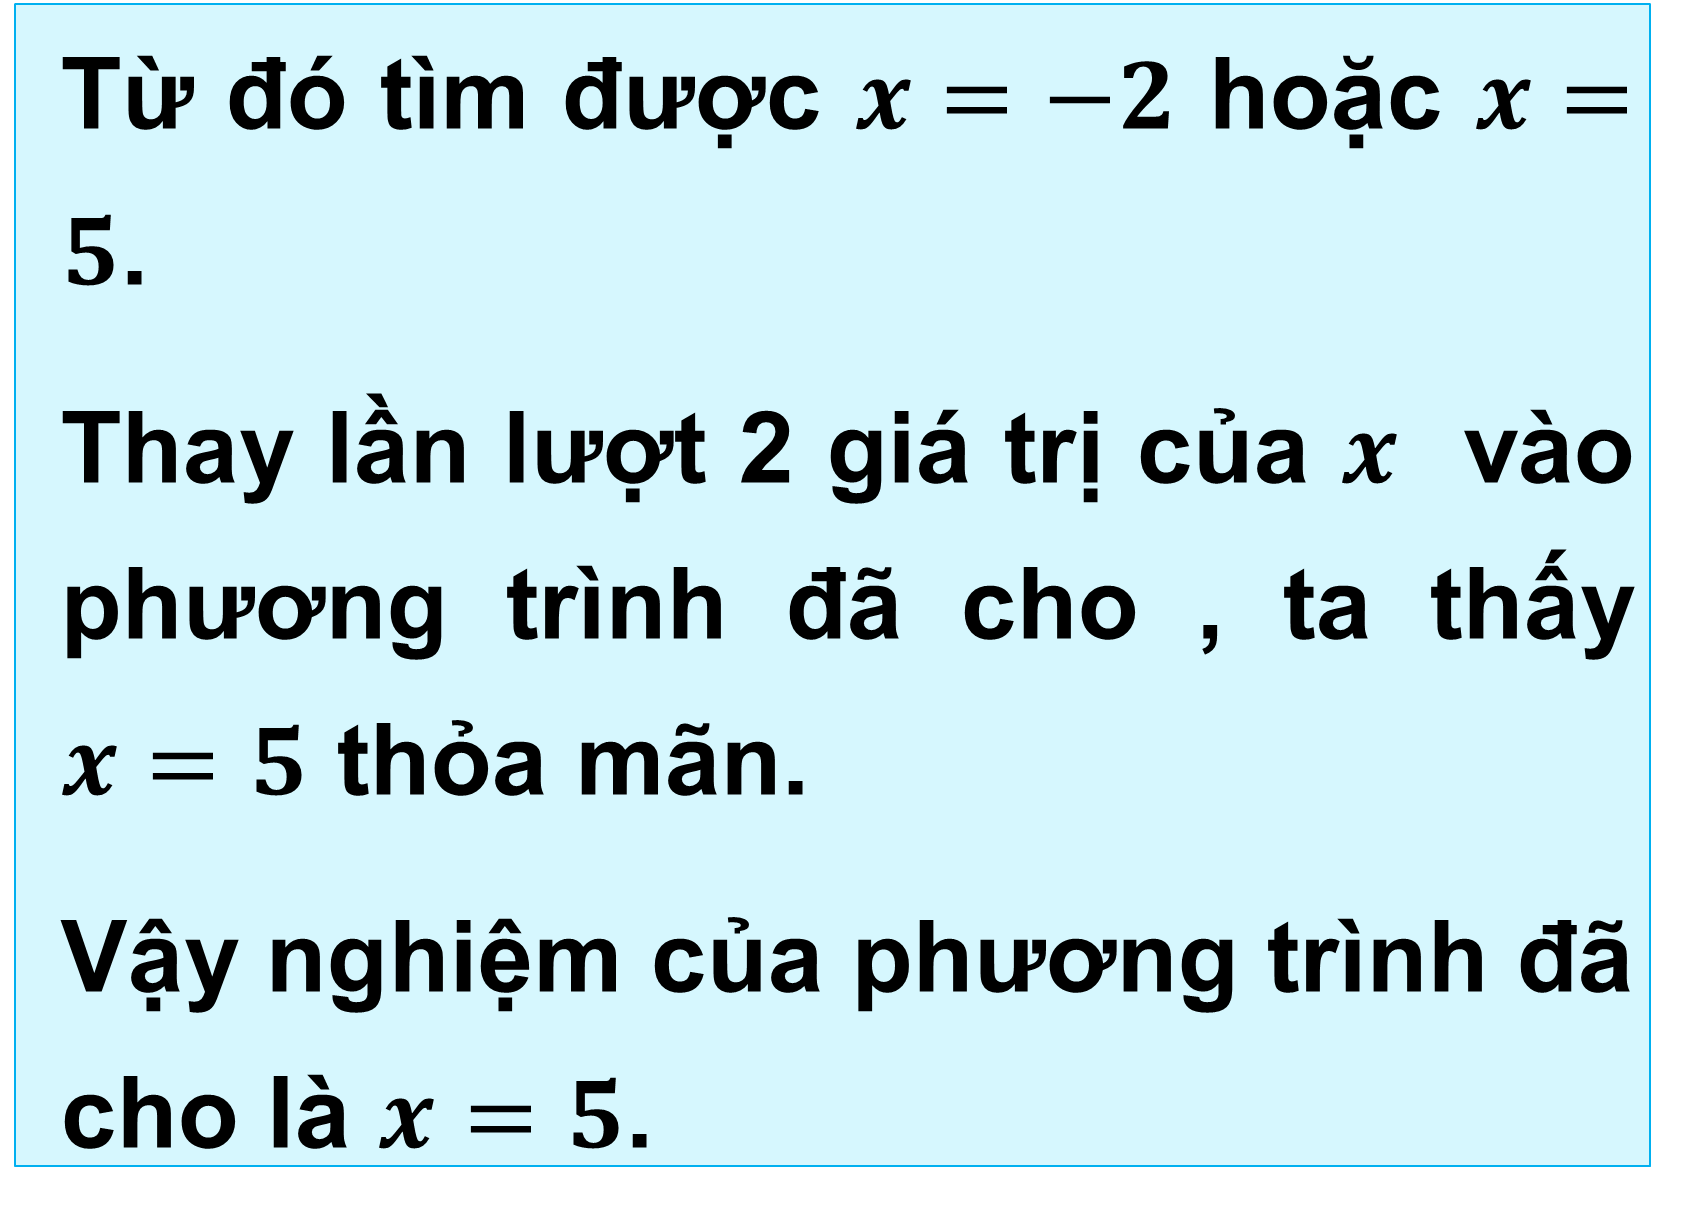 Từ đó tìm được x = −2 hoặc x =
5.
Thay lần lượt 2 giá trị của x vào
phương trình đã cho , ta thấy
x = 5 thỏa mãn.
Vậy nghiệm của phương trình đã
cho là x = 5.